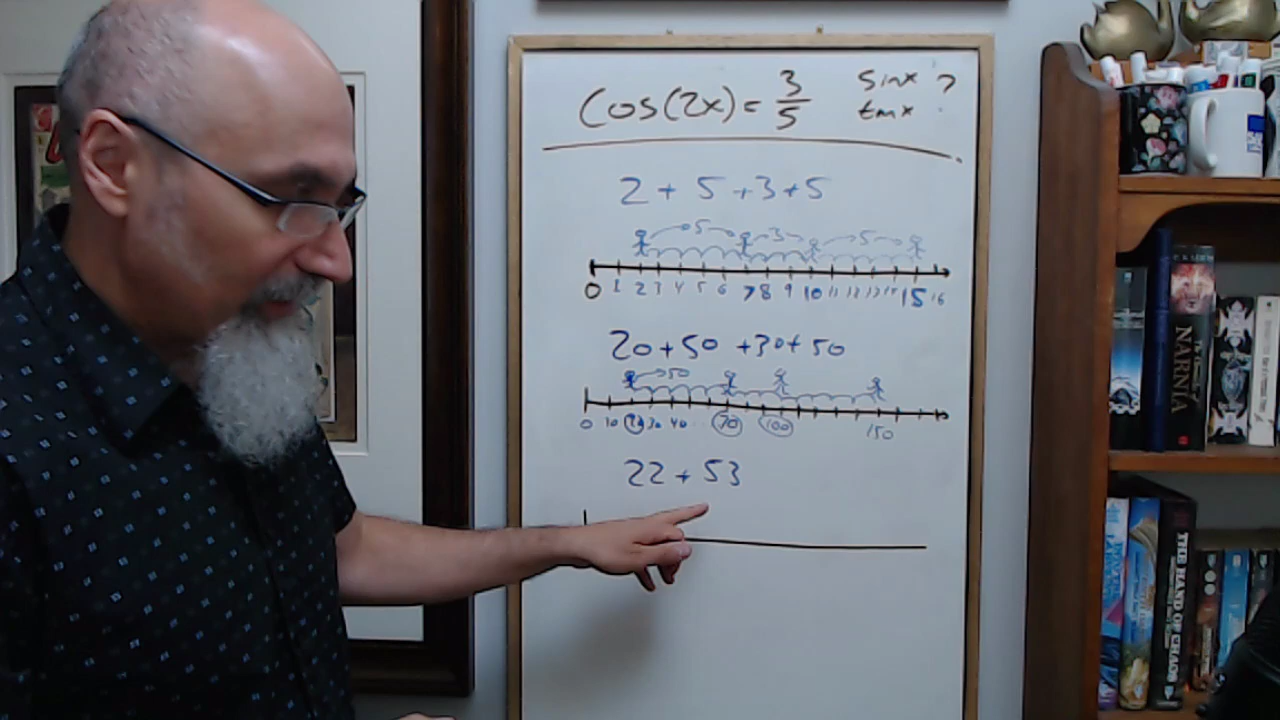 Cos(2x) = 3/5 sinx ?
tanx
2 + 5 + 3 + 5
5 3 5
0 1 2 3 4 5 6 7 8 9 10 11 12 13 14 15 16
20 + 50 + 30 + 50
50
0 10 20 30 40 .. 70 100 150
22 + 53
NARNIA
THE HAND OF CHAOS